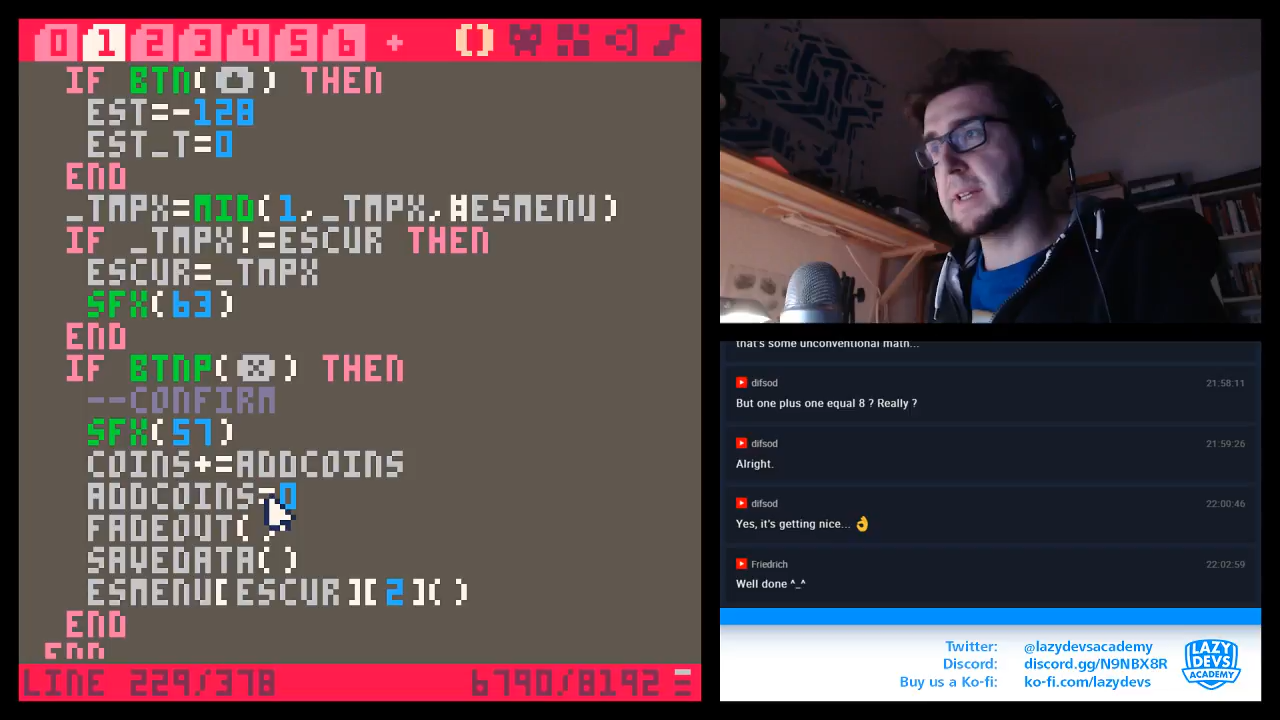 0 1 2 3 4 5 6 +
IF BTN(🅾️) THEN
EST=-128
EST_T=0
END
_TMPX=MID(1,_TMPX,#ESMENU)
IF _TMPX!=ESCUR THEN
ESCUR=_TMPX
SFX(63)
END
IF BTNP(❎) THEN
--CONFIRM
SFX(57)
COINS+=ADDCOINS
ADDCOINS=0
FADEOUT()
SAVEDATA()
ESMENU[ESCUR][2]()
END
END
LINE 229/378 6790/8192
that's some unconventional math...
difsod 21:58:11
But one plus one equal 8 ? Really ?
difsod 21:59:26
Alright.
difsod 22:00:46
Yes, it's getting nice... 👌
Friedrich 22:02:59
Well done ^_^
Twitter: @lazydevsacademy
Discord: discord.gg/N9NBX8R
Buy us a Ko-fi: ko-fi.com/lazydevs
LAZY
DEVS
ACADEMY